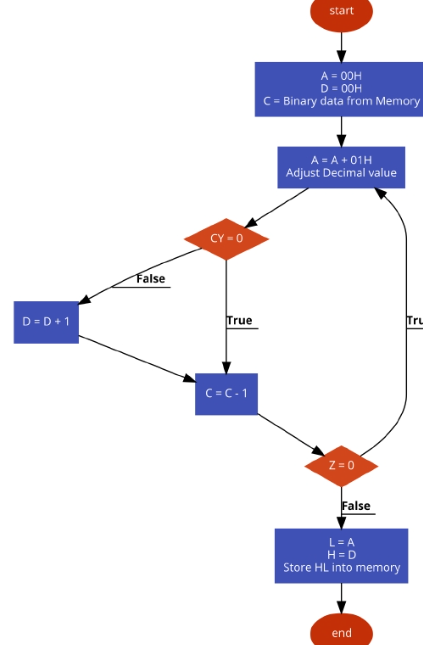 start
A = 00H
D = 00H
C = Binary data from Memory
A = A + 01H
Adjust Decimal value
CY = 0
False
D = D + 1
True
Tru
C = C - 1
Z = 0
False
L = A
H = D
Store HL into memory
end